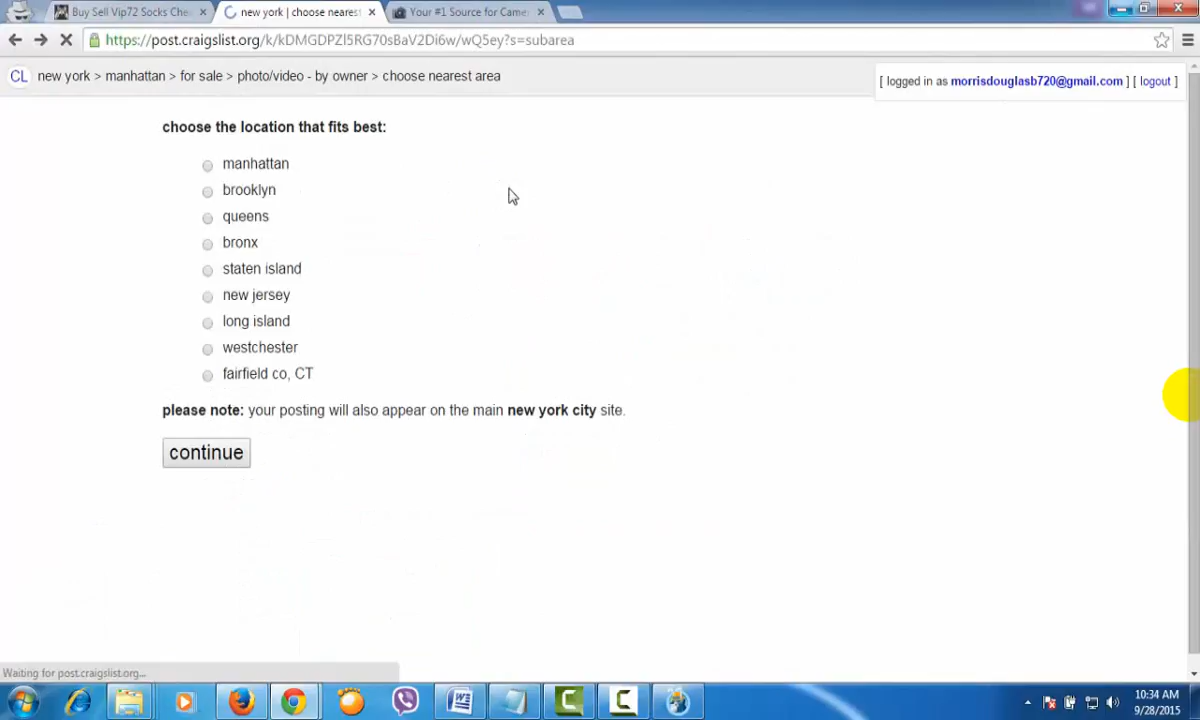 Buy Sell Vip72 Socks Che
new york | choose nearest
Your #1 Source for Camer
https://post.craigslist.org/k/kDMGDPZl5RG70sBaV2Di6w/wQ5ey?s=subarea
CL new york > manhattan > for sale > photo/video - by owner > choose nearest area
[ logged in as morrisdouglasb720@gmail.com ] [ logout ]
choose the location that fits best:
manhattan
brooklyn
queens
bronx
staten island
new jersey
long island
westchester
fairfield co, CT
please note: your posting will also appear on the main new york city site.
continue
Waiting for post.craigslist.org...
10:34 AM
9/28/2015